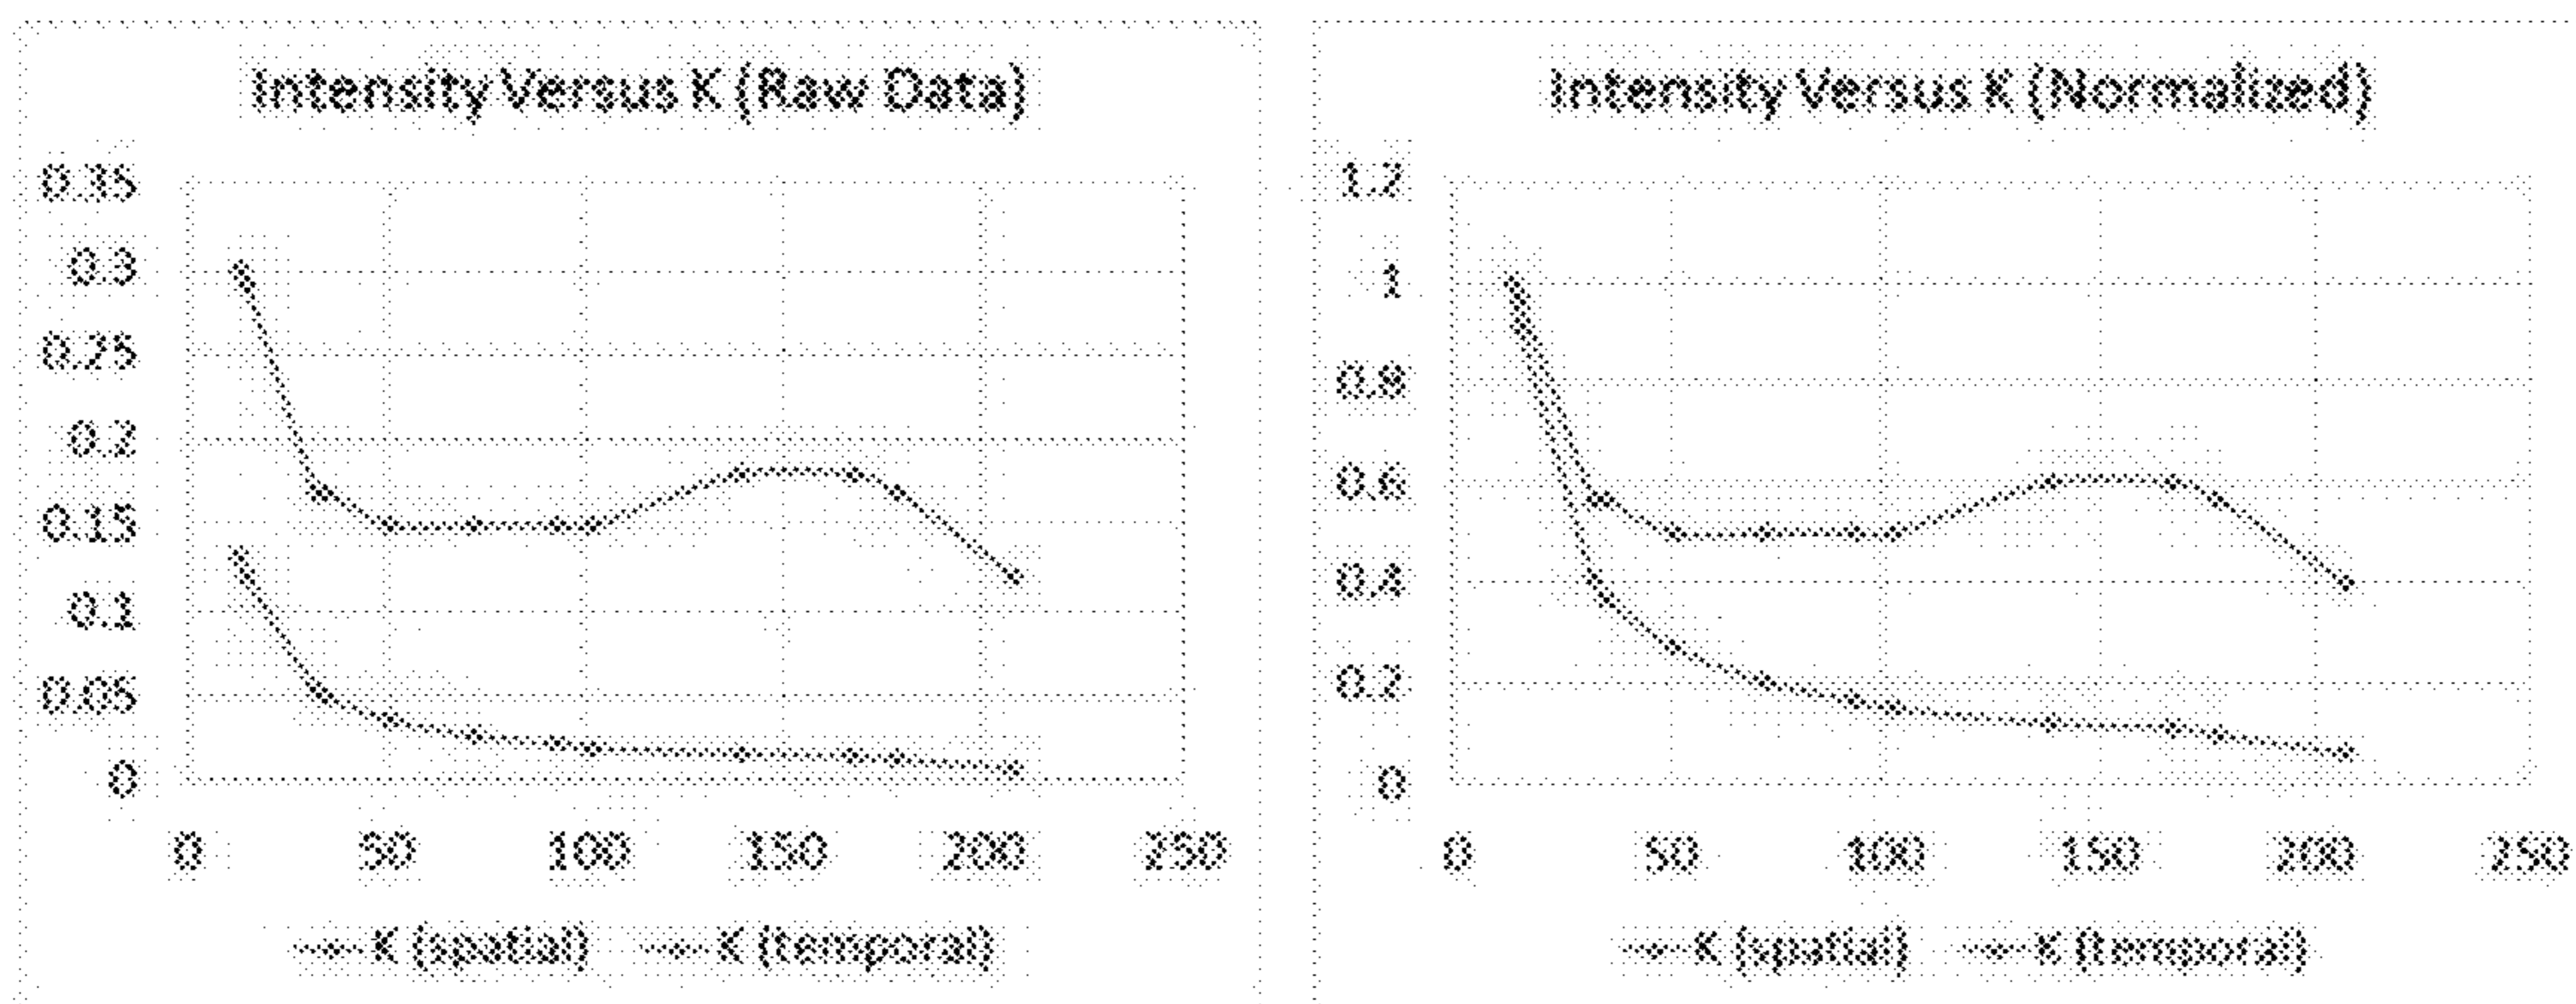 Intensity Versus K (Raw Data)
0.35
0.3
0.25
0.2
0.15
0.1
0.05
0
0 50 100 150 200 250
K (spatial) K (temporal)
Intensity Versus K (Normalized)
1.2
1
0.8
0.6
0.4
0.2
0
0 50 100 150 200 250
K (spatial) K (temporal)